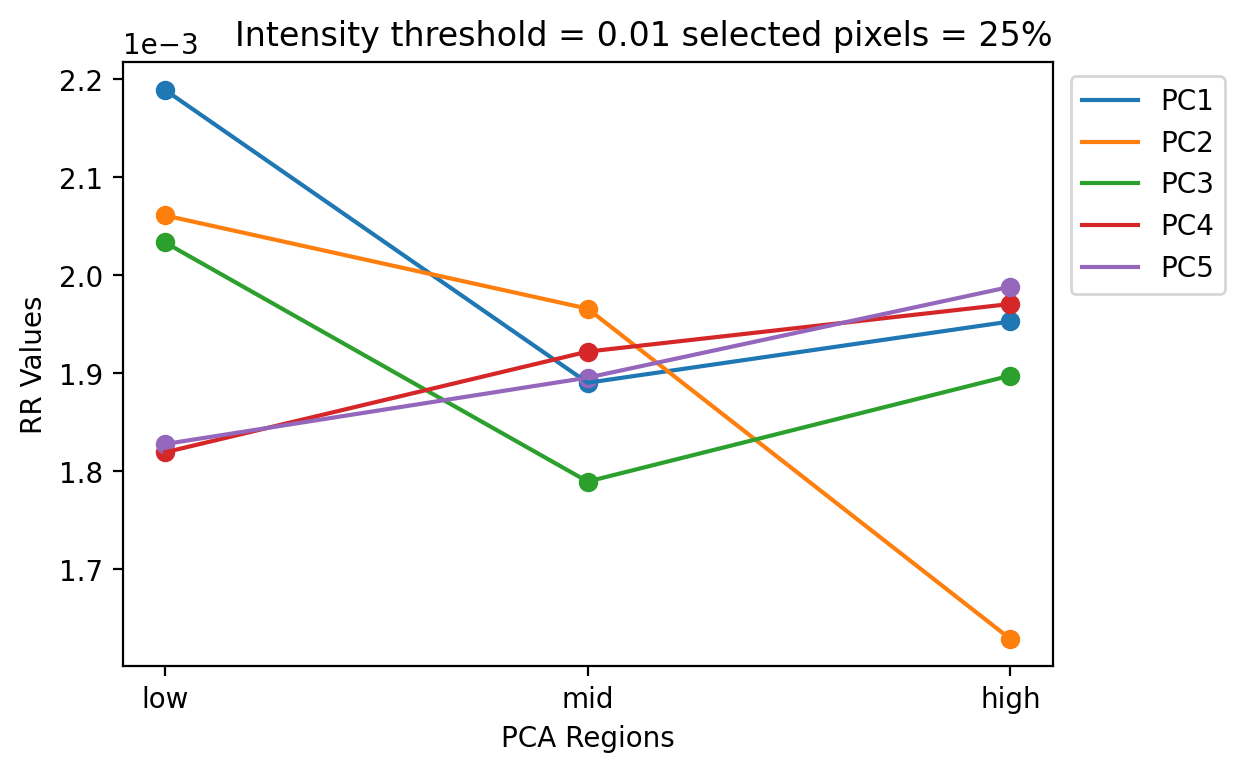 Intensity threshold = 0.01 selected pixels = 25%
1e−3
2.2
2.1
2.0
1.9
1.8
1.7
RR Values
low
mid
high
PCA Regions
PC1
PC2
PC3
PC4
PC5